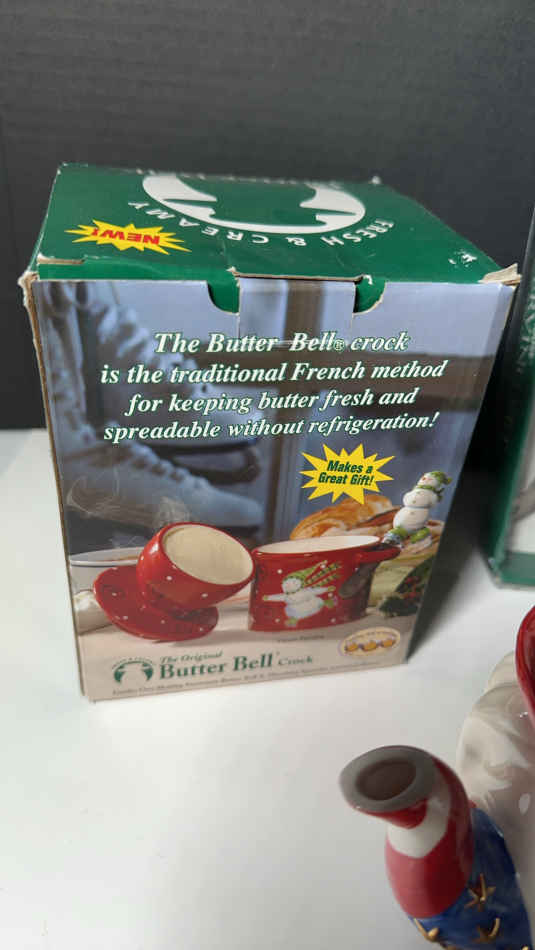 FRESH & CREAMY
NEW!
The Butter Bell® crock
is the traditional French method
for keeping butter fresh and
spreadable without refrigeration!
Makes a
Great Gift!
The Original
Butter Bell® Crock